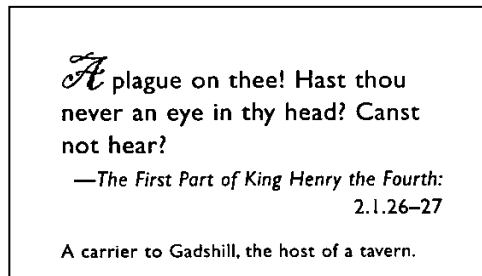 A plague on thee! Hast thou
never an eye in thy head? Canst
not hear?
—The First Part of King Henry the Fourth:
2.1.26–27
A carrier to Gadshill, the host of a tavern.